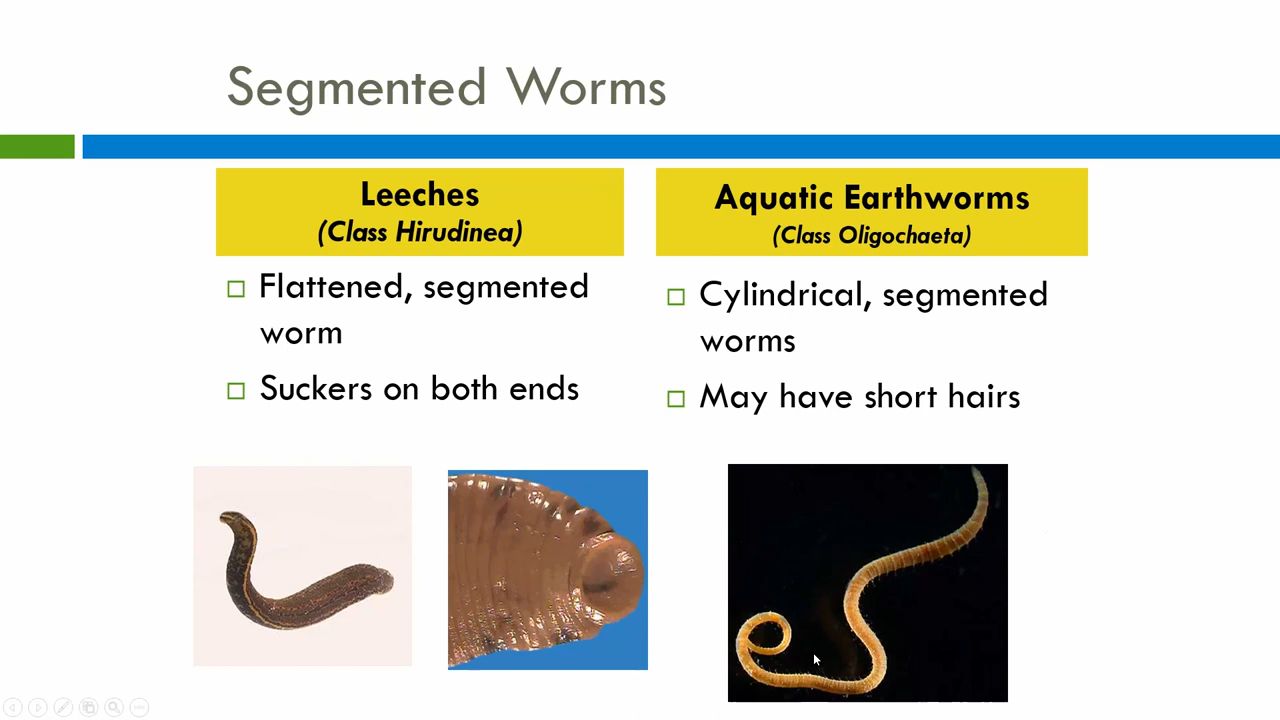 Segmented Worms
Leeches
(Class Hirudinea)
Flattened, segmented
worm
Suckers on both ends
Aquatic Earthworms
(Class Oligochaeta)
Cylindrical, segmented
worms
May have short hairs